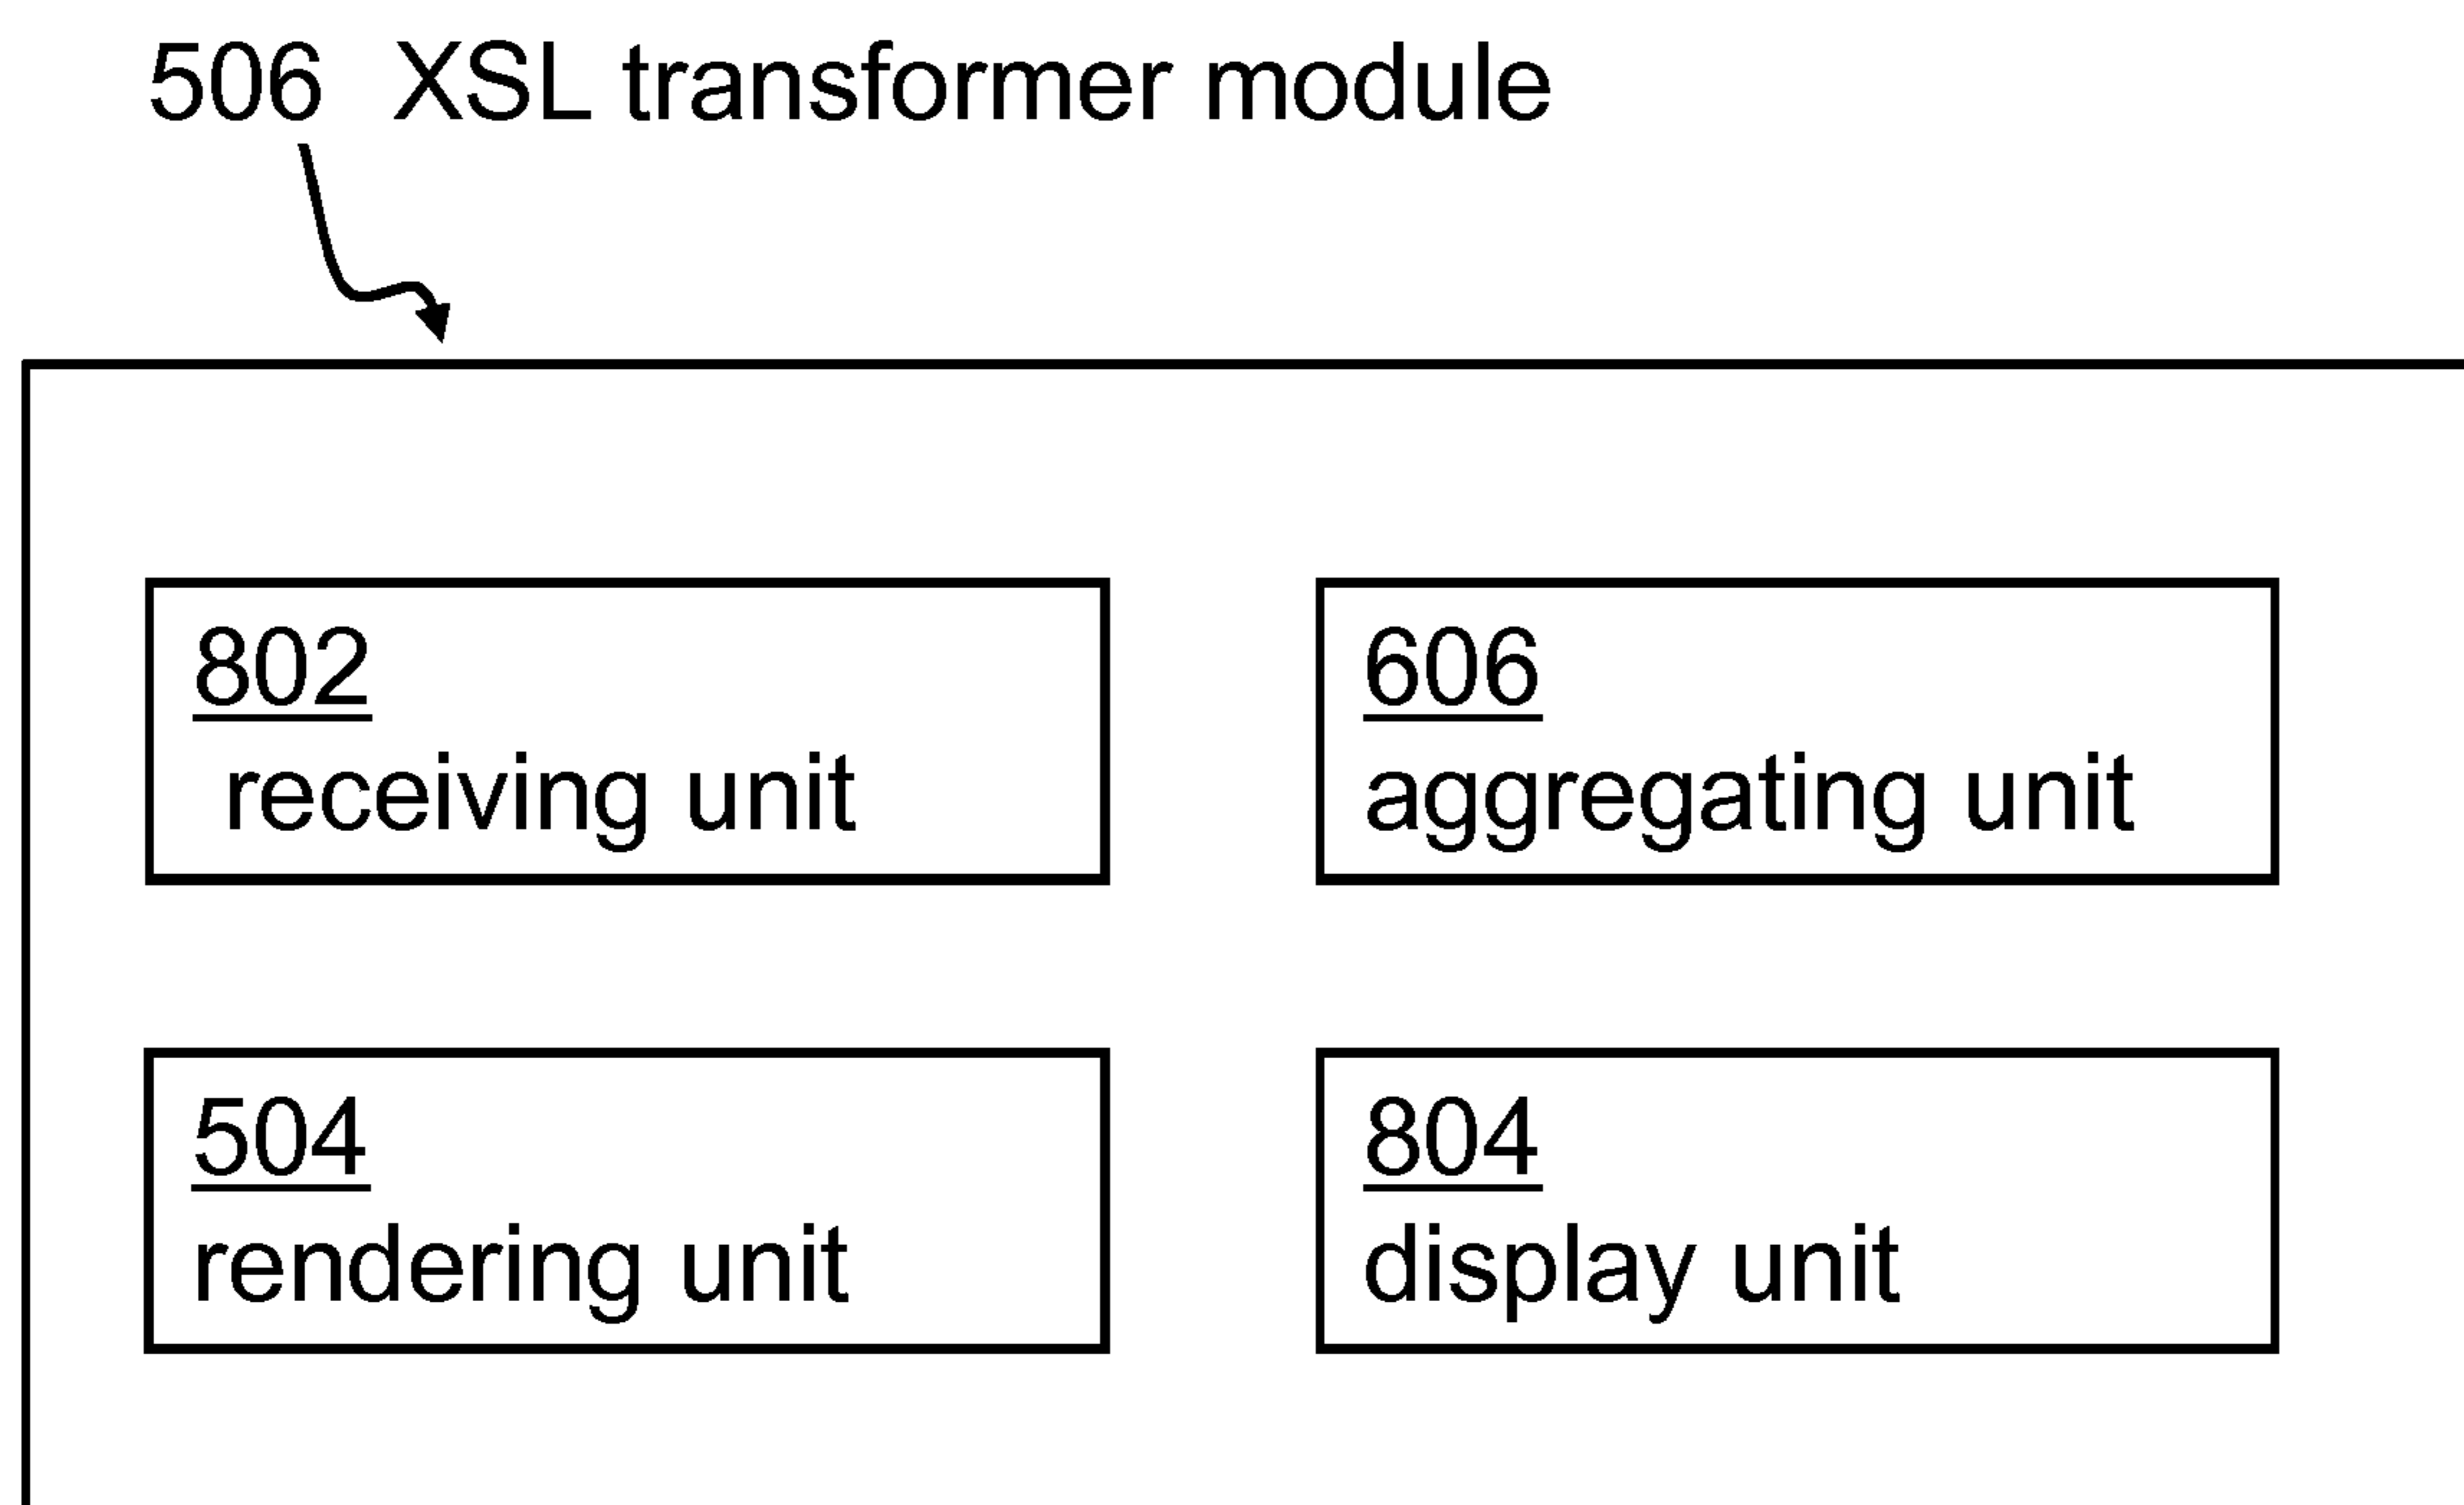 506 XSL transformer module
802
receiving unit
606
aggregating unit
504
rendering unit
804
display unit